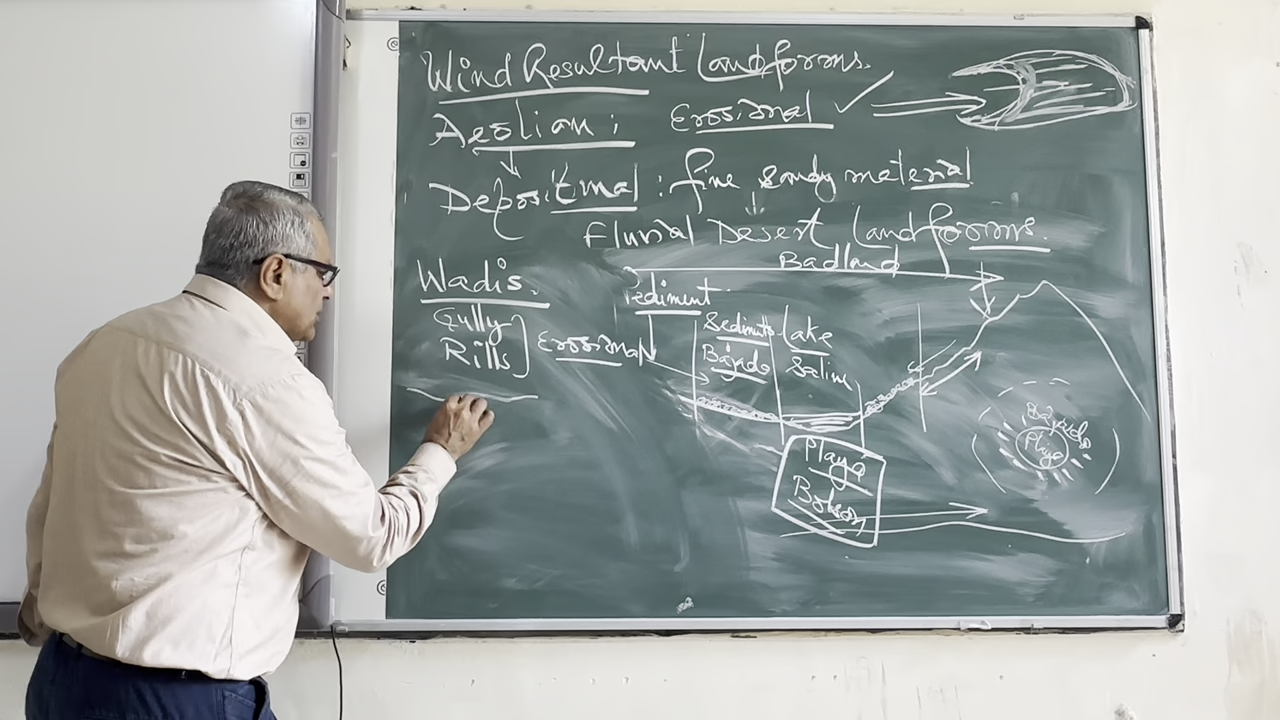 Wind Resultant Landforms.
Aeolian : Erosional ✓
Depositional : fine sandy material
Fluvial Desert Landforms.
Badland
Wadis.
Pediment
Gully
Rills
Erosional
Sediments
Bajada
Lake
Saline
Playa
Bolson
Bajada
Playa